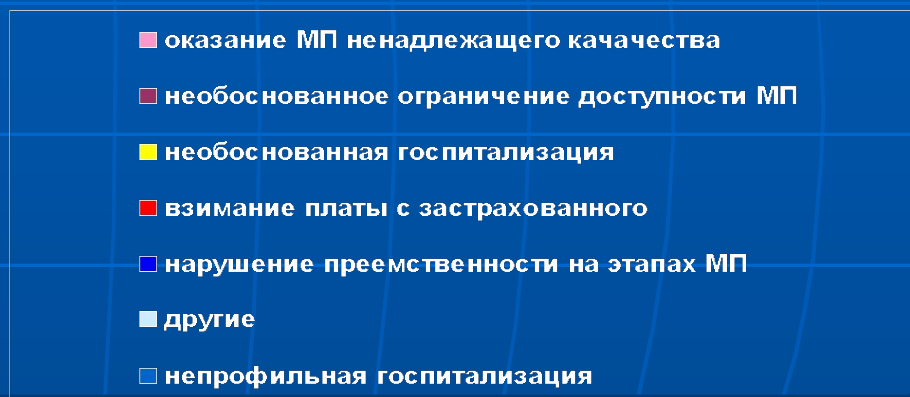 оказание МП ненадлежащего качачества
необоснованное ограничение доступности МП
необоснованная госпитализация
взимание платы с застрахованного
нарушение преемственности на этапах МП
другие
непрофильная госпитализация